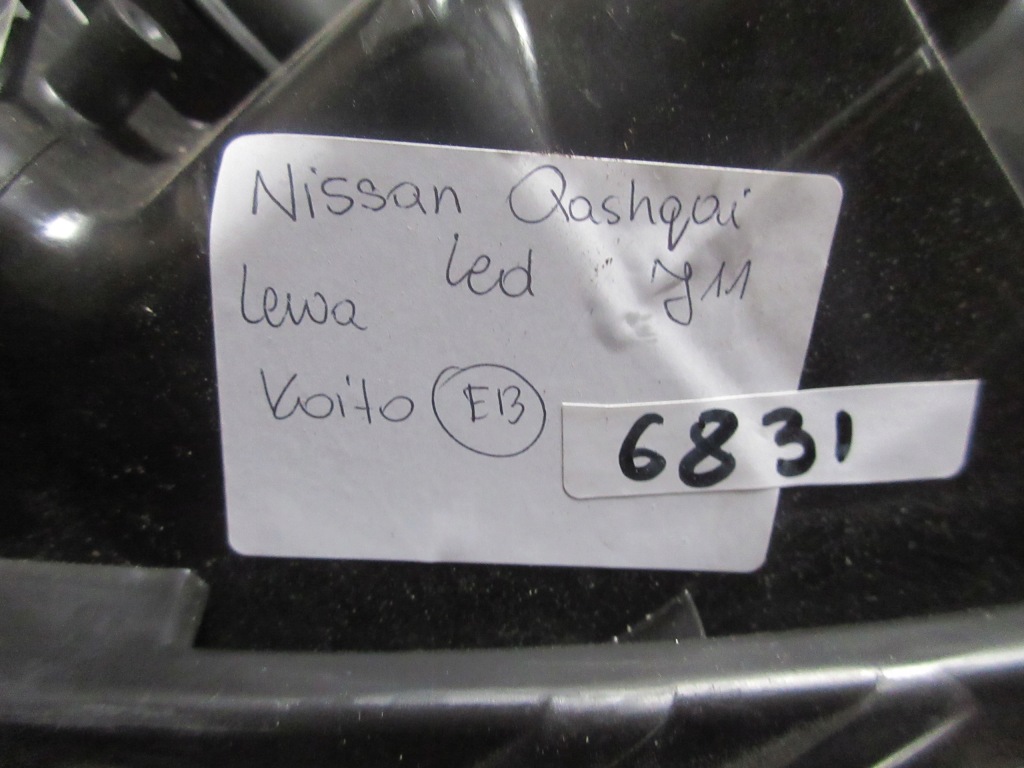 Nissan Qashqai
Led J11
Lewa
Koito E13
6831